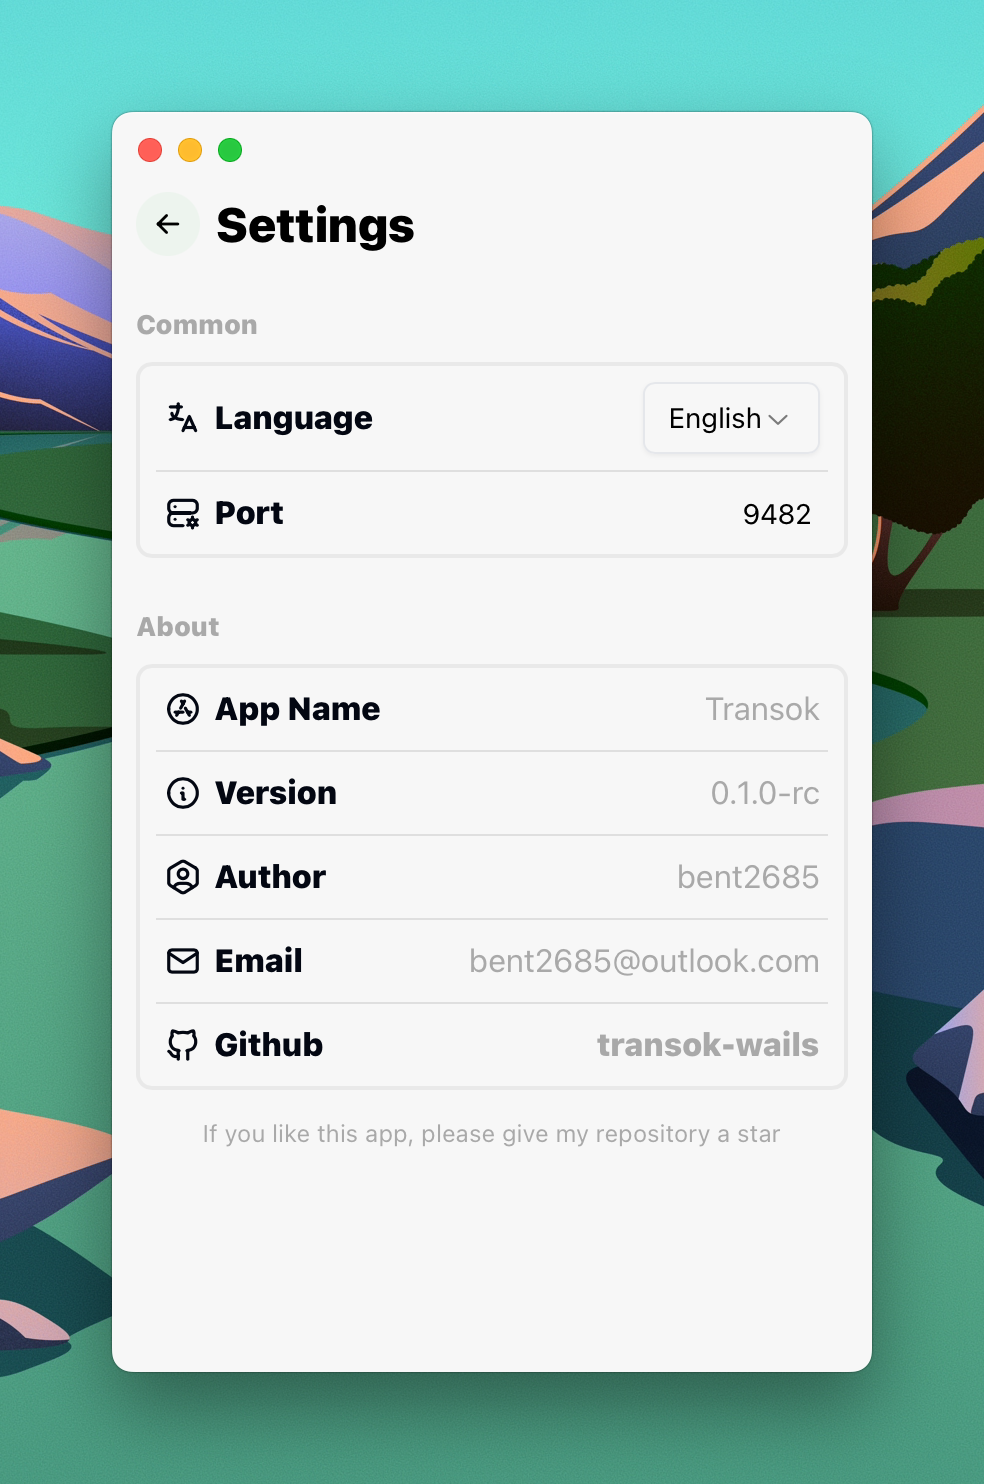 Settings
Common
Language English
Port 9482
About
App Name Transok
Version 0.1.0-rc
Author bent2685
Email bent2685@outlook.com
Github transok-wails
If you like this app, please give my repository a star